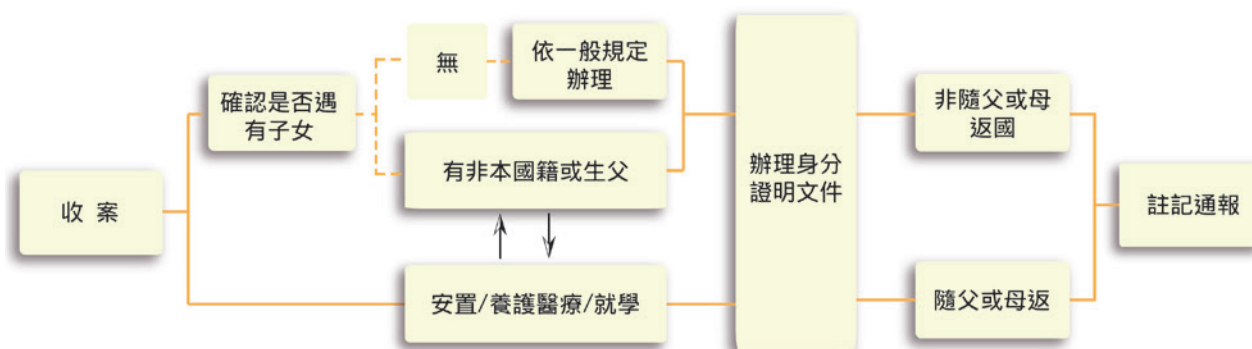 收 案
確認是否遇
有子女
無
依一般規定
辦理
有非本國籍或生父
安置/養護醫療/就學
辦理身分
證明文件
非隨父或母
返國
隨父或母返
註記通報